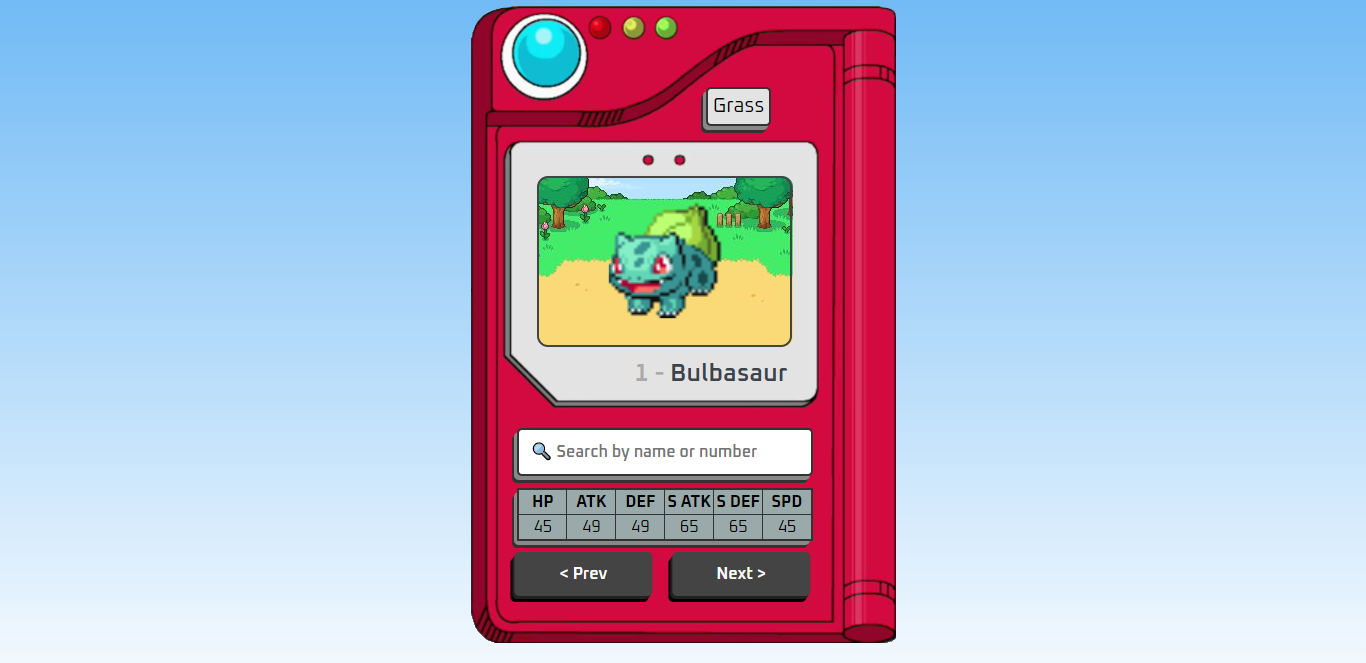 Grass
1 - Bulbasaur
Search by name or number
HP ATK DEF S ATK S DEF SPD
45 49 49 65 65 45
< Prev Next >